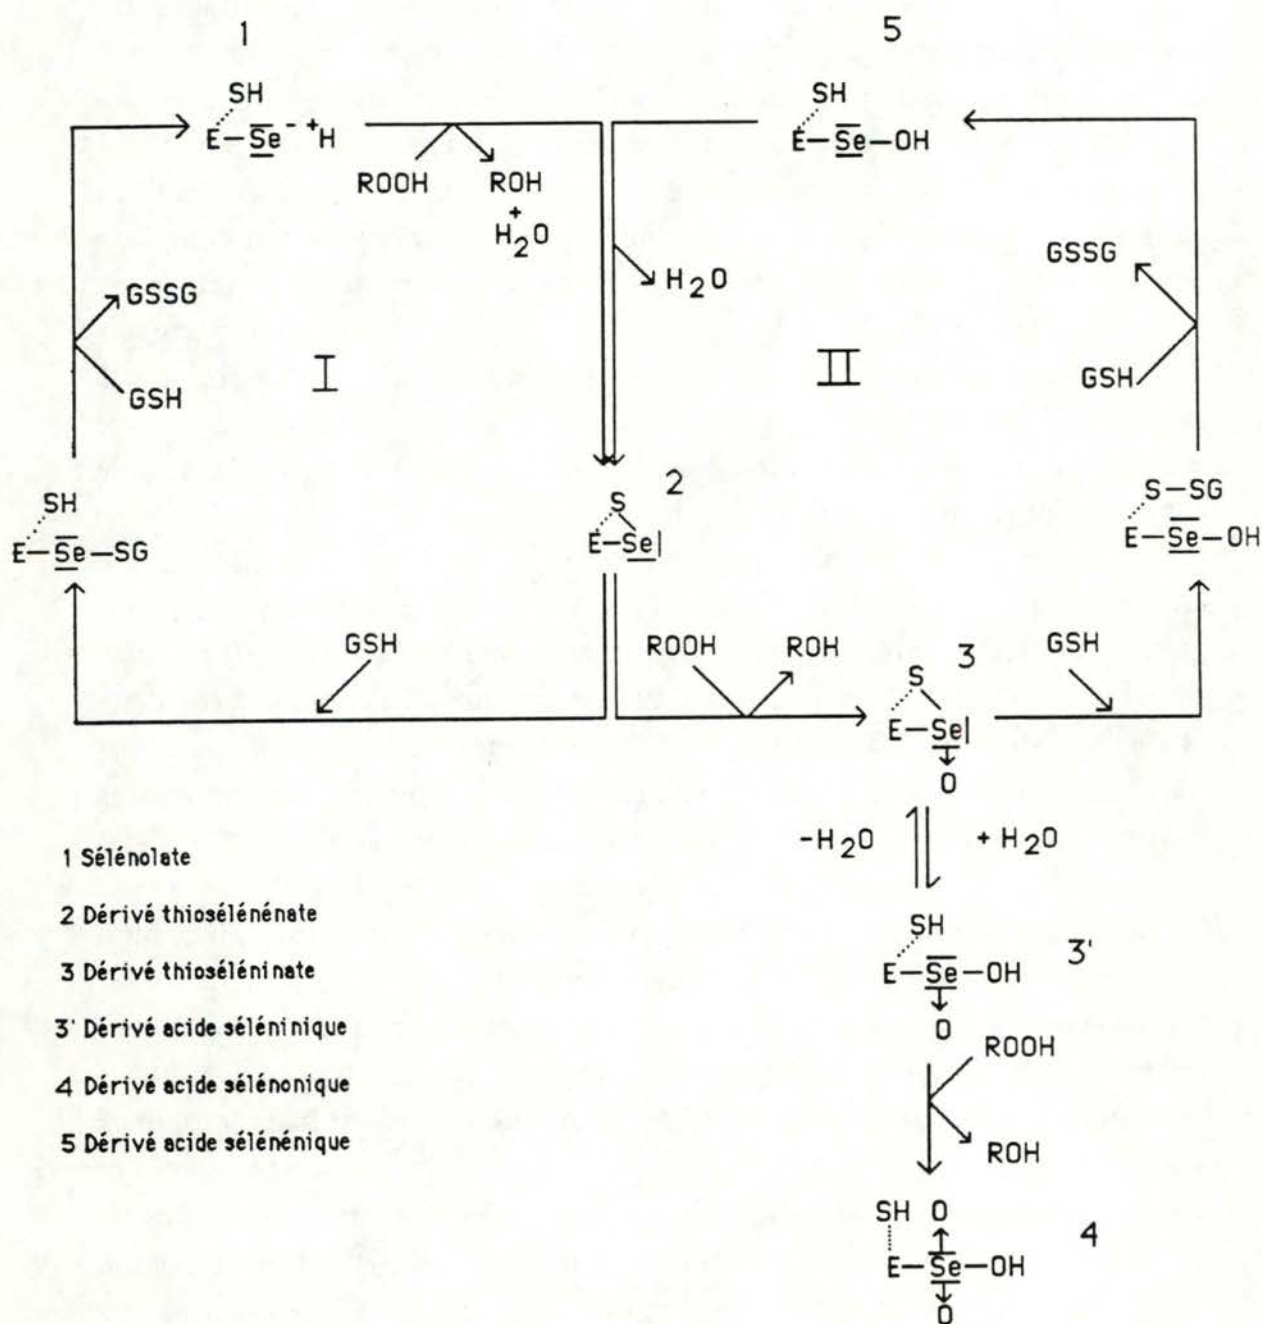 1
5
SH
E—Se⁻ ⁺H
SH
E—Se—OH
ROOH
ROH
+
H₂O
H₂O
GSSG
GSH
I
II
GSSG
GSH
SH
E—Se—SG
S
2
E—Se|
S—SG
E—Se—OH
GSH
ROOH
ROH
S
3
GSH
E—Se|
O
-H₂O
+H₂O
SH
3'
E—Se—OH
O
ROOH
ROH
SH O
4
E—Se—OH
O
1 Sélénolate
2 Dérivé thiosélénénate
3 Dérivé thioséléninate
3' Dérivé acide séléninique
4 Dérivé acide sélénonique
5 Dérivé acide sélénénique